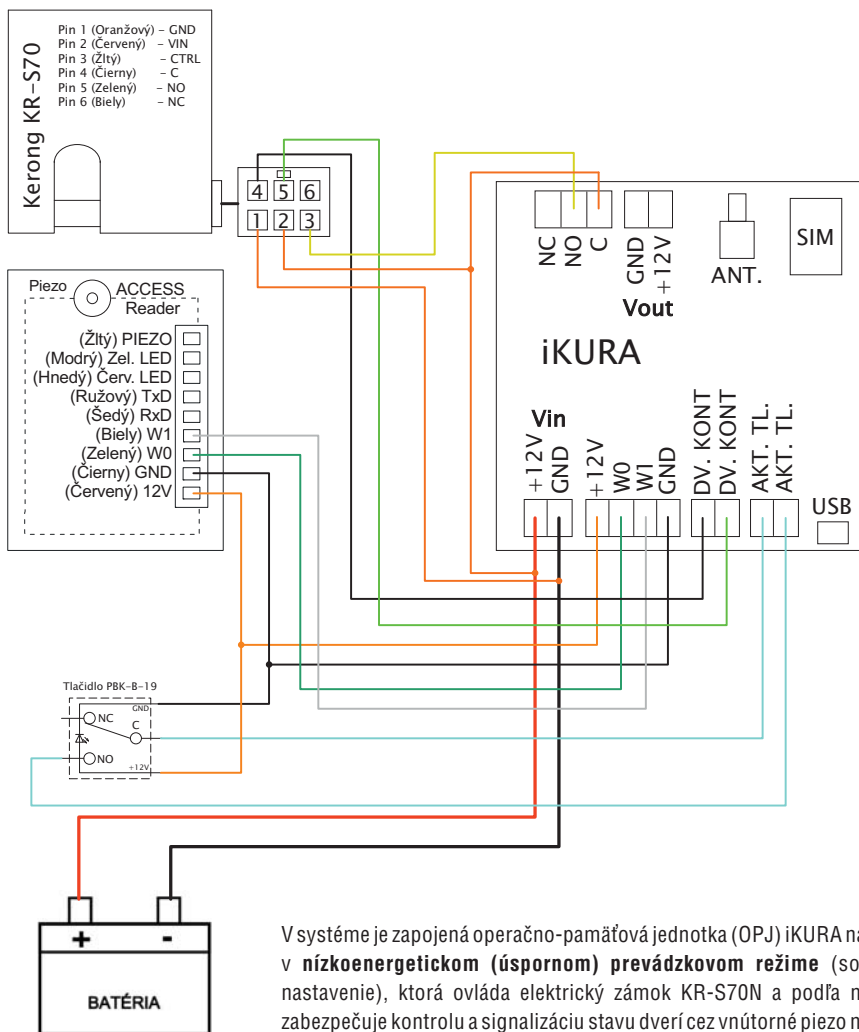 Kerong KR-S70
Pin 1 (Oranžový) - GND
Pin 2 (Červený) - VIN
Pin 3 (Žltý) - CTRL
Pin 4 (Čierny) - C
Pin 5 (Zelený) - NO
Pin 6 (Biely) - NC
4 5 6
1 2 3
NC
NO
C
GND
+12V
Vout
ANT.
SIM
iKURA
Piezo
ACCESS
Reader
(Žltý) PIEZO
(Modrý) Zel. LED
(Hnedý) Červ. LED
(Ružový) TxD
(Šedý) RxD
(Biely) W1
(Zelený) W0
(Čierny) GND
(Červený) 12V
Vin
+12V
GND
+12V
W0
W1
GND
DV. KONT
DV. KONT
AKT. TL.
AKT. TL.
USB
Tlačidlo PBK-B-19
GND
NC
C
NO
+12V
+ -
BATÉRIA
V systéme je zapojená operačno-pamäťová jednotka (OPJ) iKURA
v nízkoenergetickom (úspornom) prevádzkovom režime
nastavenie), ktorá ovláda elektrický zámok KR-S70N a podľa
zabezpečuje kontrolu a signalizáciu stavu dverí cez vnútorné piezo